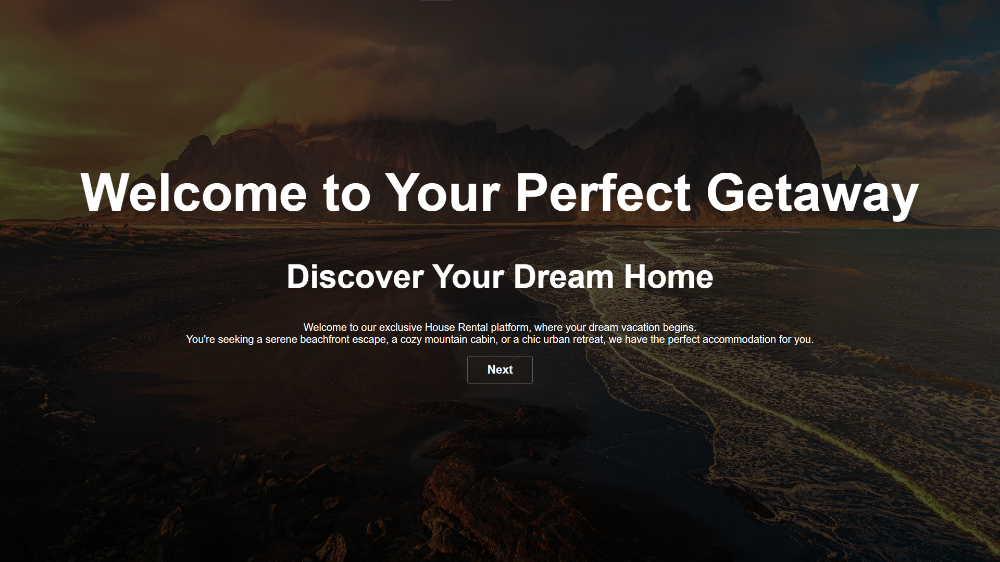 Welcome to Your Perfect Getaway
Discover Your Dream Home
Welcome to our exclusive House Rental platform, where your dream vacation begins.
You're seeking a serene beachfront escape, a cozy mountain cabin, or a chic urban retreat, we have the perfect accommodation for you.
Next